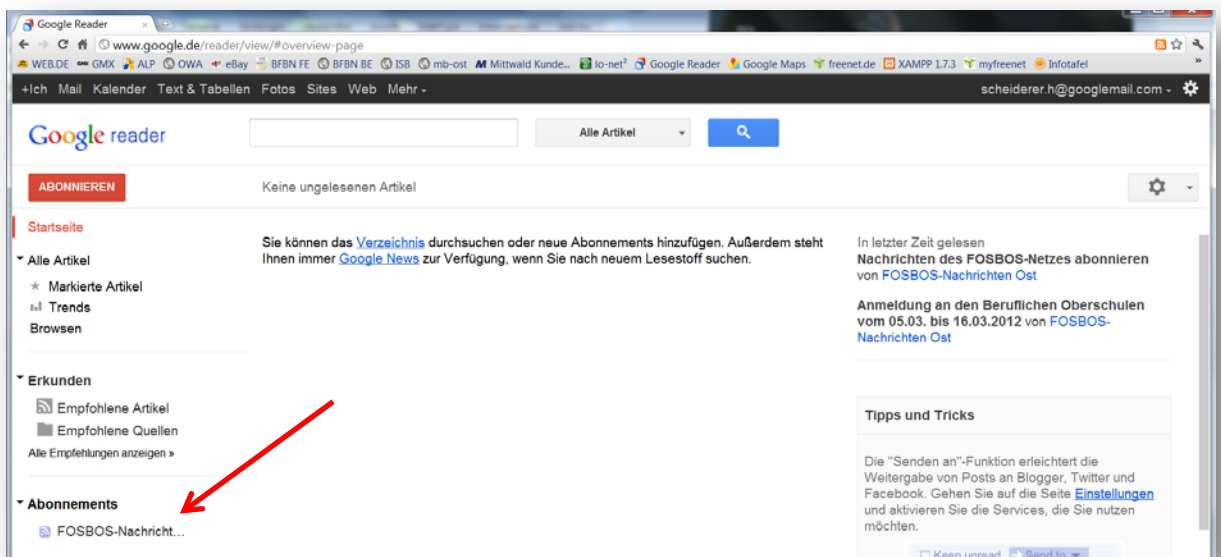 Google Reader
www.google.de/reader/view/#overview-page
WEB.DE GMX ALP OWA eBay BFBN FE BFBN BE ISB mb-ost Mittwald Kunde... lo-net² Google Reader Google Maps freenet.de XAMPP 1.7.3 myfreenet Infotafel »
+Ich Mail Kalender Text & Tabellen Fotos Sites Web Mehr
scheiderer.h@googlemail.com
Google reader
Alle Artikel
ABONNIEREN
Keine ungelesenen Artikel
Startseite
Alle Artikel
Markierte Artikel
Trends
Browsen
Erkunden
Empfohlene Artikel
Empfohlene Quellen
Alle Empfehlungen anzeigen »
Abonnements
FOSBOS-Nachricht...
Sie können das Verzeichnis durchsuchen oder neue Abonnements hinzufügen. Außerdem steht
Ihnen immer Google News zur Verfügung, wenn Sie nach neuem Lesestoff suchen.
In letzter Zeit gelesen
Nachrichten des FOSBOS-Netzes abonnieren
von FOSBOS-Nachrichten Ost
Anmeldung an den Beruflichen Oberschulen
vom 05.03. bis 16.03.2012 von FOSBOS-
Nachrichten Ost
Tipps und Tricks
Die "Senden an"-Funktion erleichtert die
Weitergabe von Posts an Blogger, Twitter und
Facebook. Gehen Sie auf die Seite Einstellungen
und aktivieren Sie die Services, die Sie nutzen
möchten.
Keep unread Send to